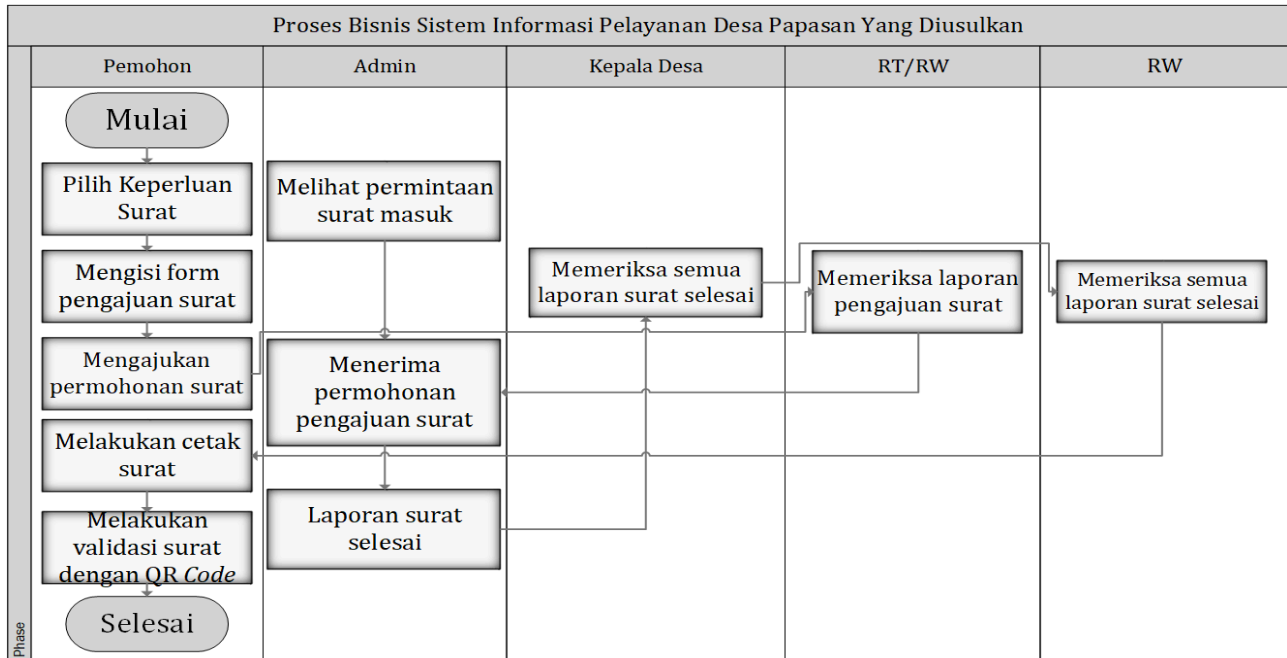 Proses Bisnis Sistem Informasi Pelayanan Desa Papasan Yang Diusulkan
Pemohon
Admin
Kepala Desa
RT/RW
RW
Mulai
Pilih Keperluan
Surat
Mengisi form
pengajuan surat
Mengajukan
permohonan surat
Melakukan cetak
surat
Melakukan
validasi surat
dengan QR Code
Selesai
Melihat permintaan
surat masuk
Menerima
permohonan
pengajuan surat
Laporan surat
selesai
Memeriksa semua
laporan surat selesai
Memeriksa laporan
pengajuan surat
Memeriksa semua
laporan surat selesai
Phase